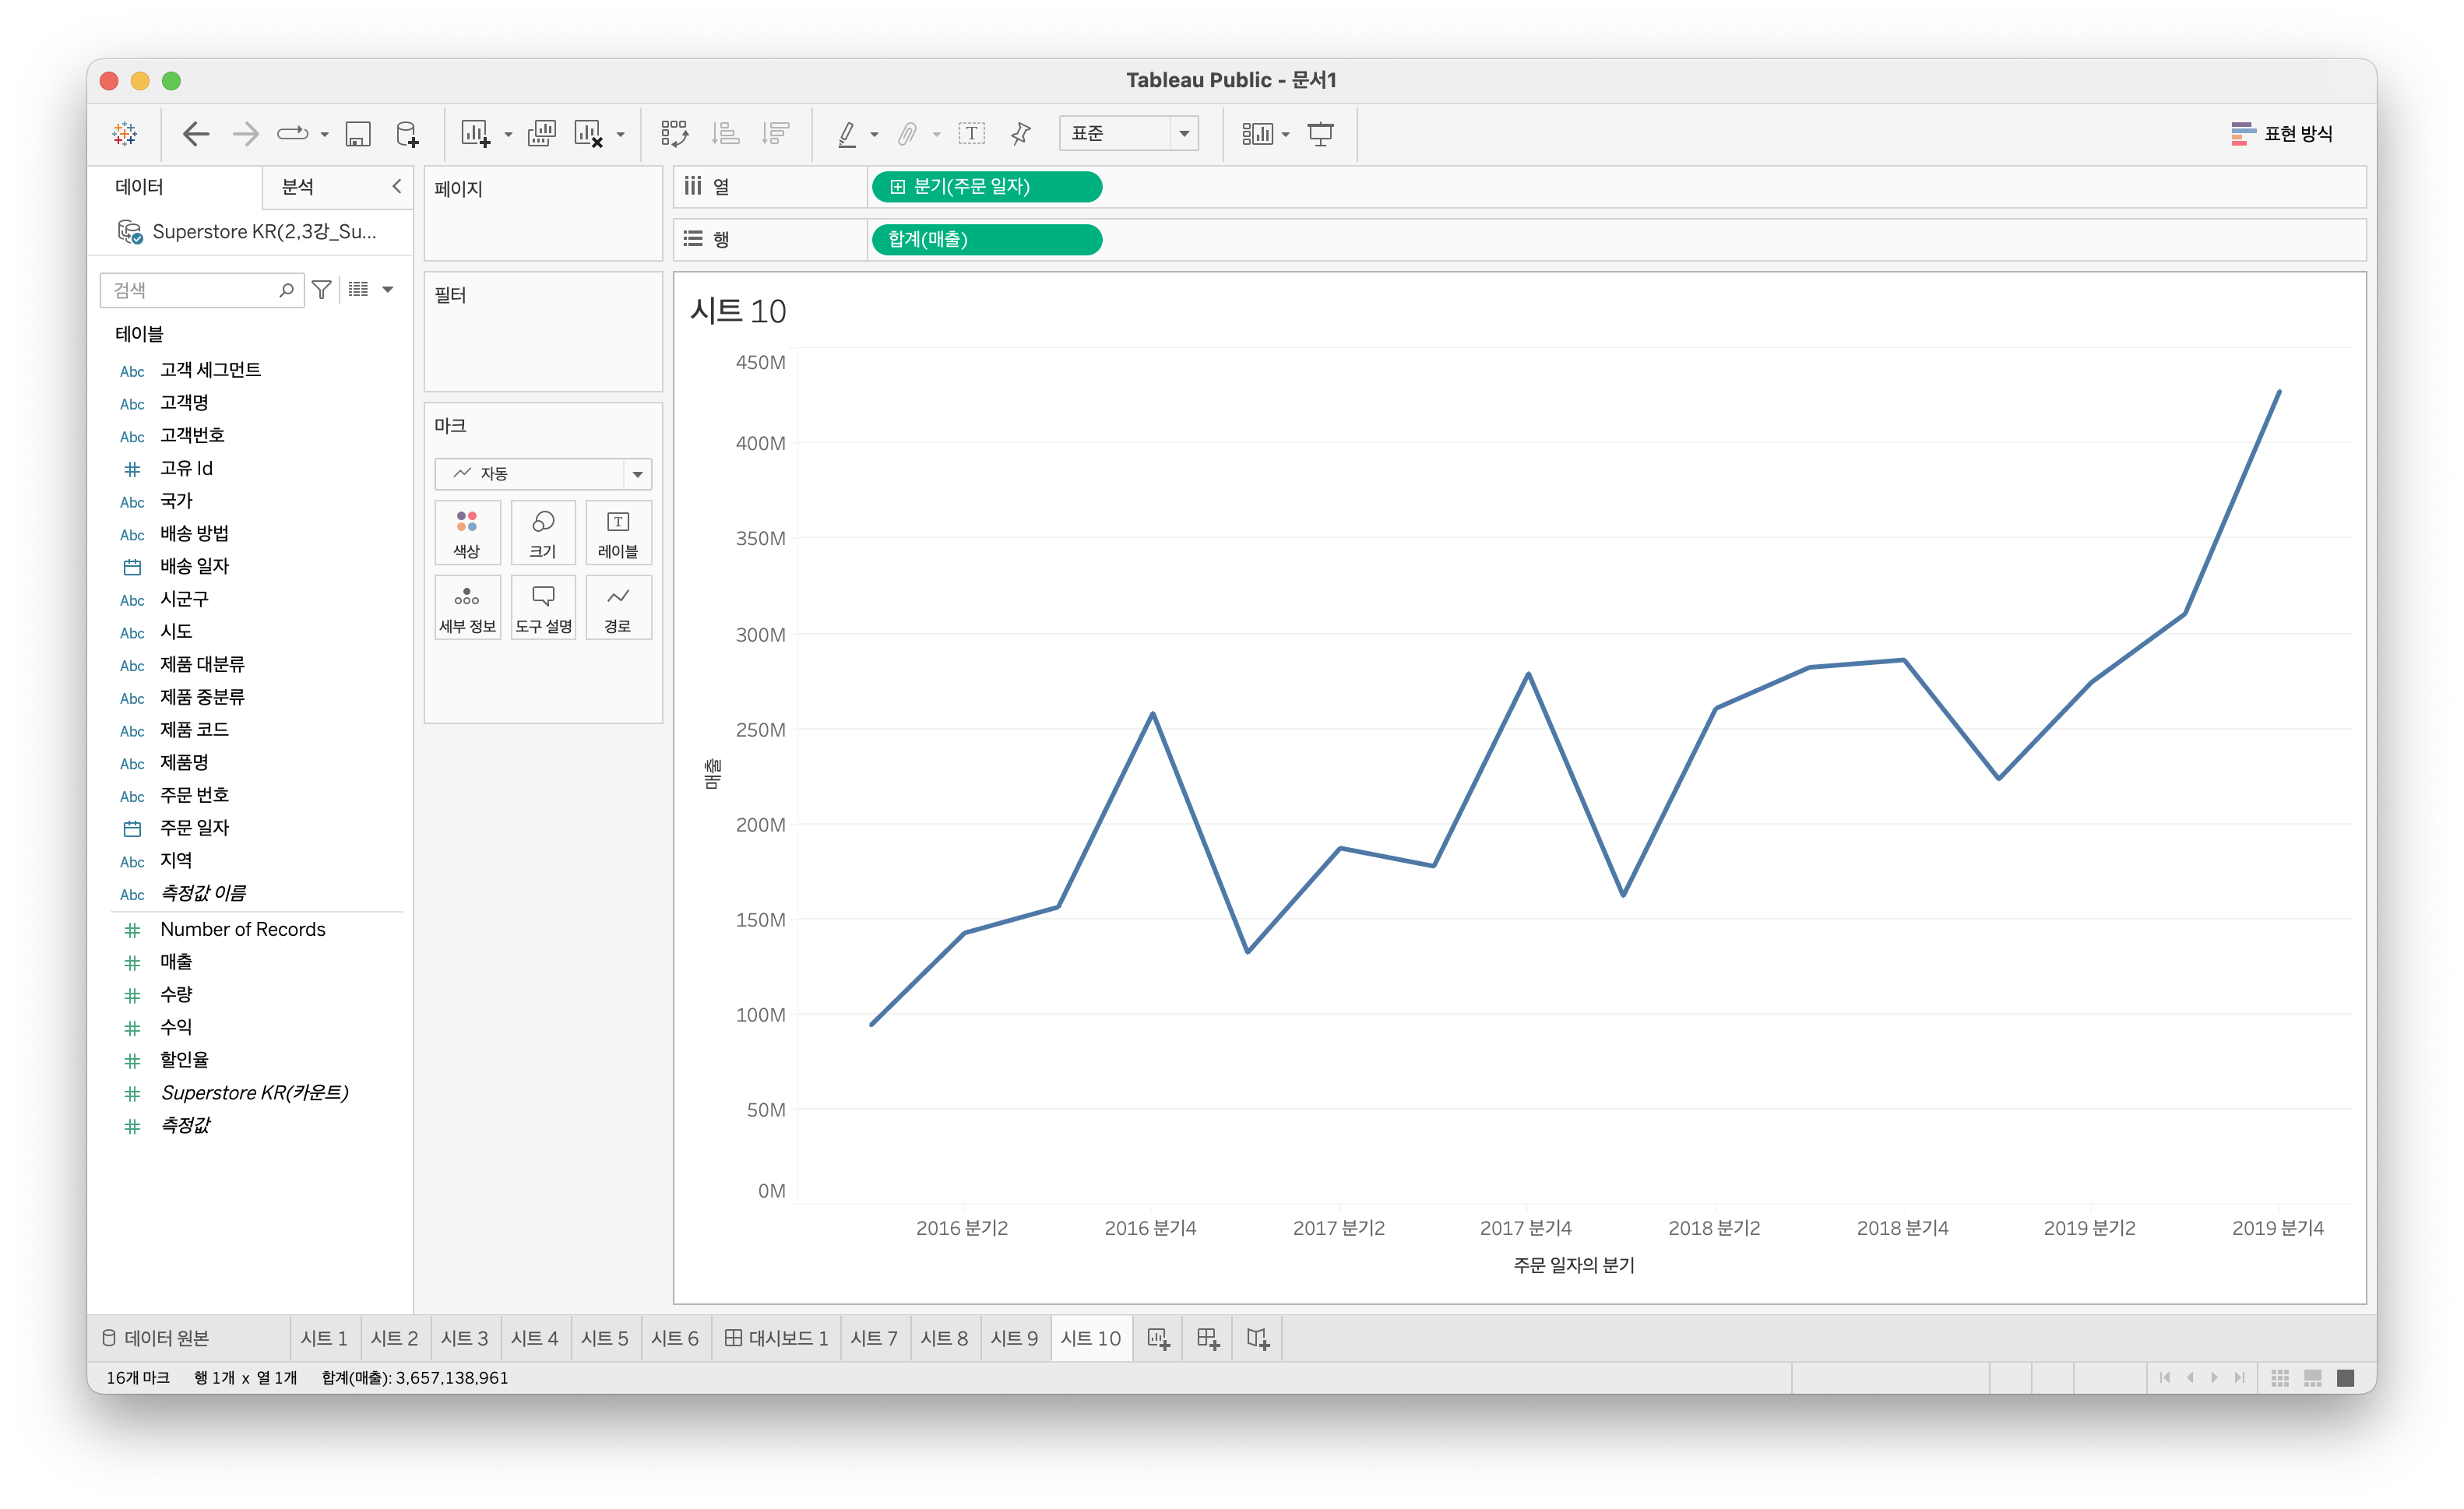 Tableau Public - 문서1
표준
표현 방식
데이터
분석
Superstore KR(2,3강_Su...
검색
테이블
Abc 고객 세그먼트
Abc 고객명
Abc 고객번호
고유 Id
Abc 국가
Abc 배송 방법
배송 일자
Abc 시군구
Abc 시도
Abc 제품 대분류
Abc 제품 중분류
Abc 제품 코드
Abc 제품명
Abc 주문 번호
주문 일자
Abc 지역
Abc 측정값 이름
Number of Records
매출
수량
수익
할인율
Superstore KR(카운트)
측정값
페이지
필터
마크
자동
색상 크기 레이블
세부 정보 도구 설명 경로
열 분기(주문 일자)
행 합계(매출)
시트 10
450M
400M
350M
300M
250M
200M
150M
100M
50M
0M
매출
2016 분기2 2016 분기4 2017 분기2 2017 분기4 2018 분기2 2018 분기4 2019 분기2 2019 분기4
주문 일자의 분기
데이터 원본 시트 1 시트 2 시트 3 시트 4 시트 5 시트 6 대시보드 1 시트 7 시트 8 시트 9 시트 10
16개 마크 행 1개 x 열 1개 합계(매출): 3,657,138,961